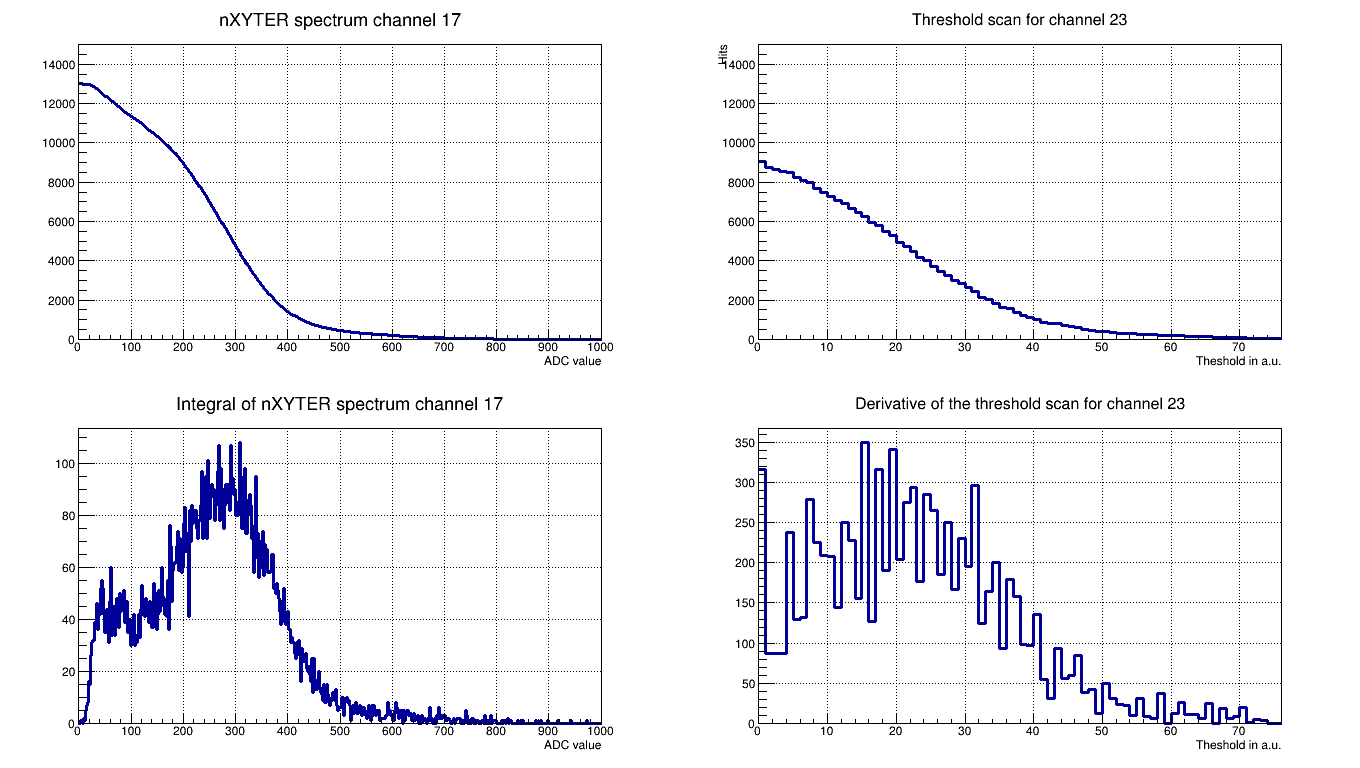 nXYTER spectrum channel 17
14000
12000
10000
8000
6000
4000
2000
0
0 100 200 300 400 500 600 700 800 900 1000
ADC value
Threshold scan for channel 23
Hits
14000
12000
10000
8000
6000
4000
2000
0
0 10 20 30 40 50 60 70
Theshold in a.u.
Integral of nXYTER spectrum channel 17
100
80
60
40
20
0
0 100 200 300 400 500 600 700 800 900 1000
ADC value
Derivative of the threshold scan for channel 23
350
300
250
200
150
100
50
0
0 10 20 30 40 50 60 70
Theshold in a.u.